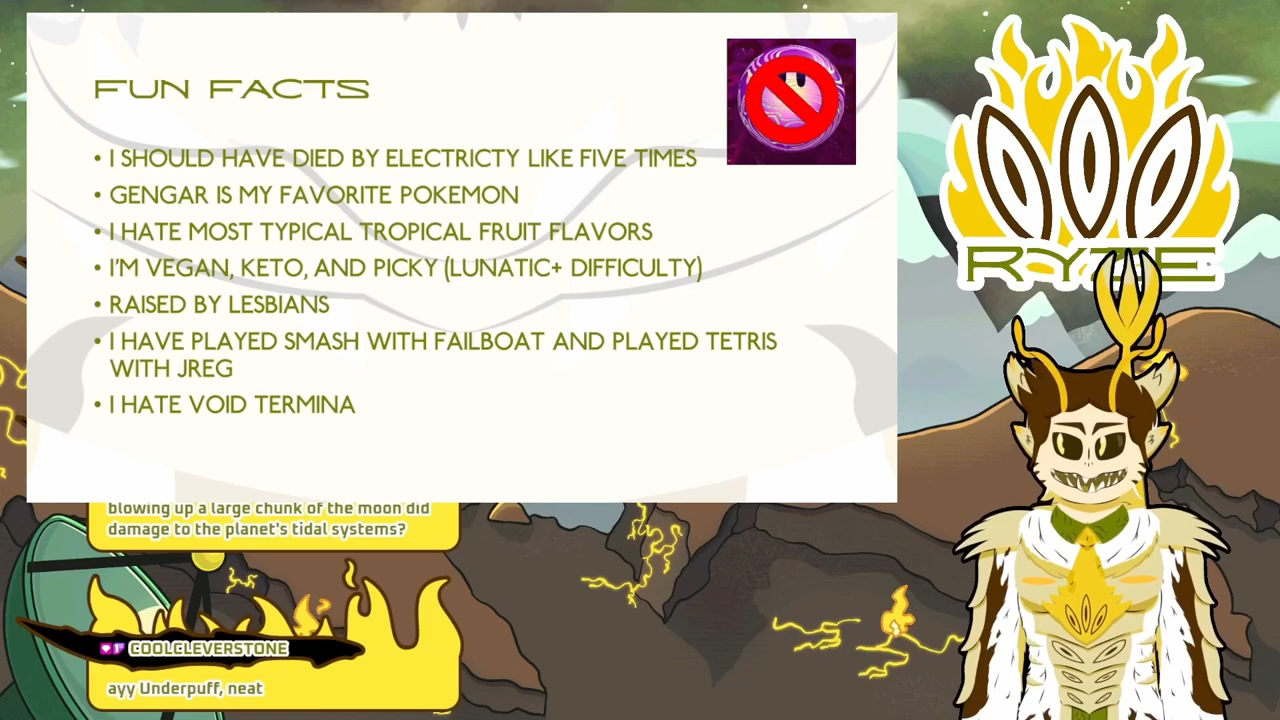 FUN FACTS
• I SHOULD HAVE DIED BY ELECTRICTY LIKE FIVE TIMES
• GENGAR IS MY FAVORITE POKEMON
• I HATE MOST TYPICAL TROPICAL FRUIT FLAVORS
• I'M VEGAN, KETO, AND PICKY (LUNATIC+ DIFFICULTY)
• RAISED BY LESBIANS
• I HAVE PLAYED SMASH WITH FAILBOAT AND PLAYED TETRIS
WITH JREG
• I HATE VOID TERMINA
RYZE
blowing up a large chunk of the moon did
damage to the planet's tidal systems?
COOLCLEVERSTONE
ayy Underpuff, neat